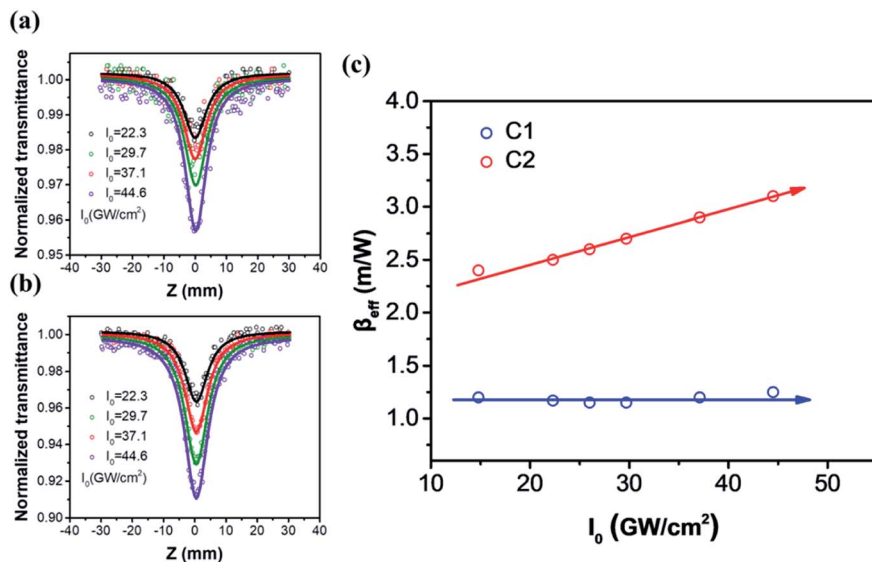 (a)
Normalized transmittance
1.00
0.99
0.98
0.97
0.96
0.95
I₀=22.3
I₀=29.7
I₀=37.1
I₀=44.6
I₀(GW/cm²)
-40 -30 -20 -10 0 10 20 30 40
Z (mm)
(b)
Normalized transmittance
1.00
0.98
0.96
0.94
0.92
0.90
I₀=22.3
I₀=29.7
I₀=37.1
I₀=44.6
I₀(GW/cm²)
-40 -30 -20 -10 0 10 20 30 40
Z (mm)
(c)
β_eff (m/W)
4.0
3.5
3.0
2.5
2.0
1.5
1.0
C1
C2
10 20 30 40 50
I₀ (GW/cm²)